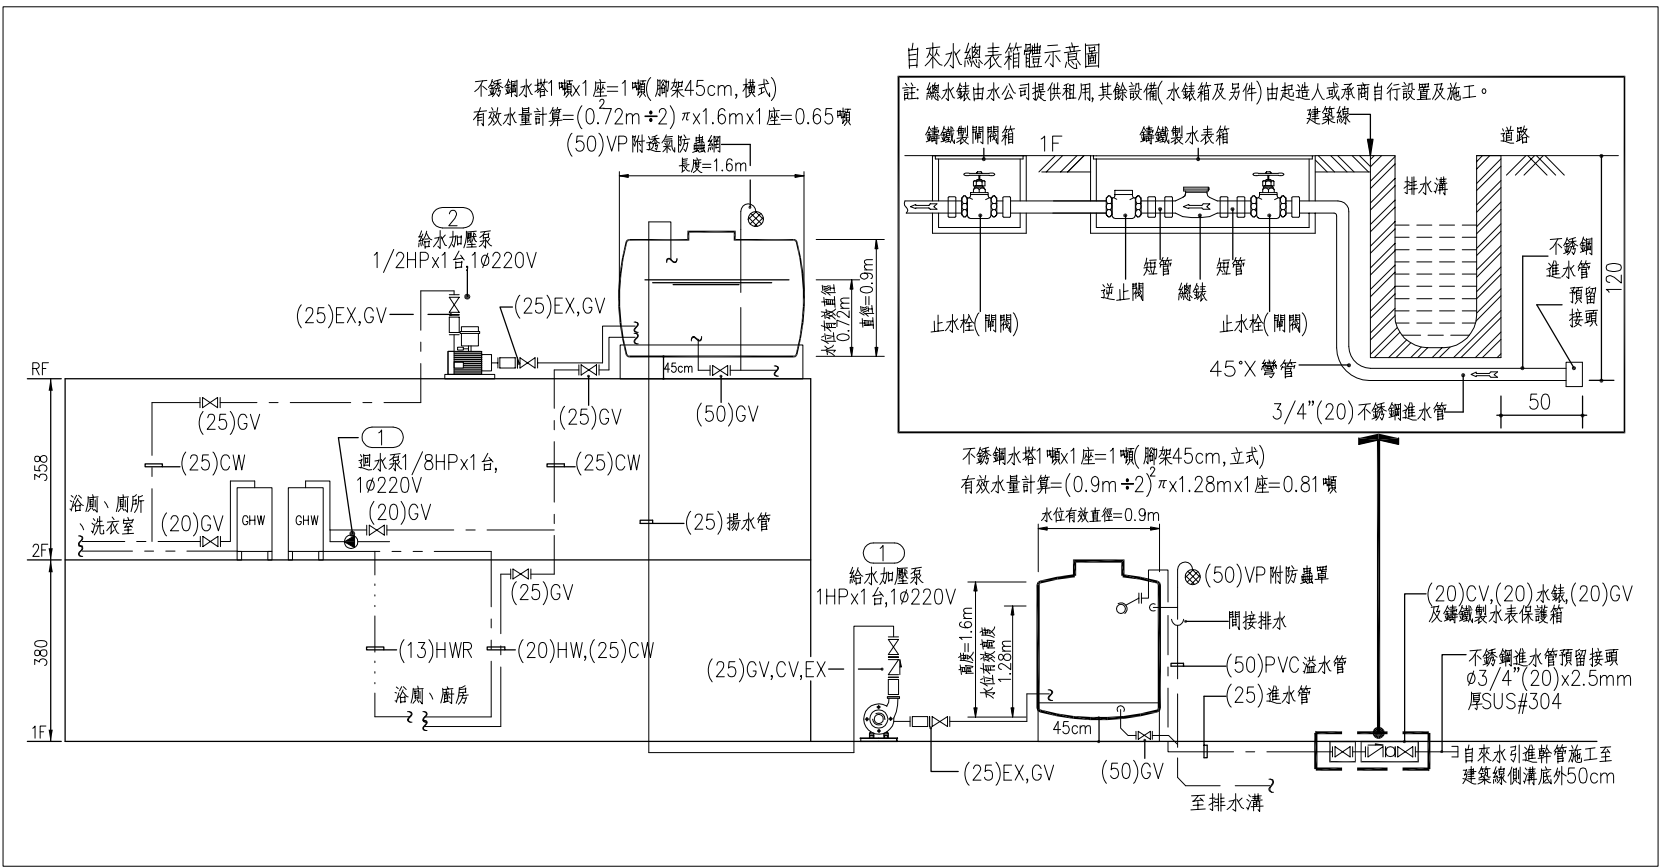 自來水總表箱體示意圖
註: 總水錶由水公司提供租用,其餘設備(水錶箱及另件)由起造人或承商自行設置及施工。
建築線
鑄鐵製閘閥箱
1F
鑄鐵製水表箱
道路
排水溝
不銹鋼
進水管
預留
接頭
120
短管
短管
逆止閥
總錶
止水栓(閘閥)
止水栓(閘閥)
45°X 彎管
3/4"(20)不銹鋼進水管
50
不銹鋼水塔1噸x1座=1噸(腳架45cm,橫式)
有效水量計算=(0.72m÷2)²πx1.6mx1座=0.65噸
(50)VP附透氣防蟲網
長度=1.6m
2
給水加壓泵
1/2HPx1台,1Ø220V
(25)EX,GV
(25)EX,GV
水位有效直徑
0.72m
直徑=0.9m
45cm
RF
(25)GV
(25)GV
(50)GV
1
迴水泵1/8HPx1台,
1Ø220V
(25)CW
(25)CW
358
浴廁、廁所
、洗衣室
(20)GV
GHW
GHW
(20)GV
(25)揚水管
2F
(25)GV
380
(13)HWR
(20)HW,(25)CW
浴廁、廚房
1F
不銹鋼水塔1噸x1座=1噸(腳架45cm,立式)
有效水量計算=(0.9m÷2)²πx1.28mx1座=0.81噸
水位有效直徑=0.9m
1
給水加壓泵
1HPx1台,1Ø220V
(25)GV,CV,EX
高度=1.6m
水位有效高度
1.28m
45cm
(25)EX,GV
(50)GV
(50)VP附防蟲罩
間接排水
(50)PVC溢水管
(25)進水管
至排水溝
(20)CV,(20)水錶,(20)GV
及鑄鐵製水表保護箱
不銹鋼進水管預留接頭
Ø3/4"(20)x2.5mm
厚SUS#304
自來水引進幹管施工至
建築線側溝底外50cm